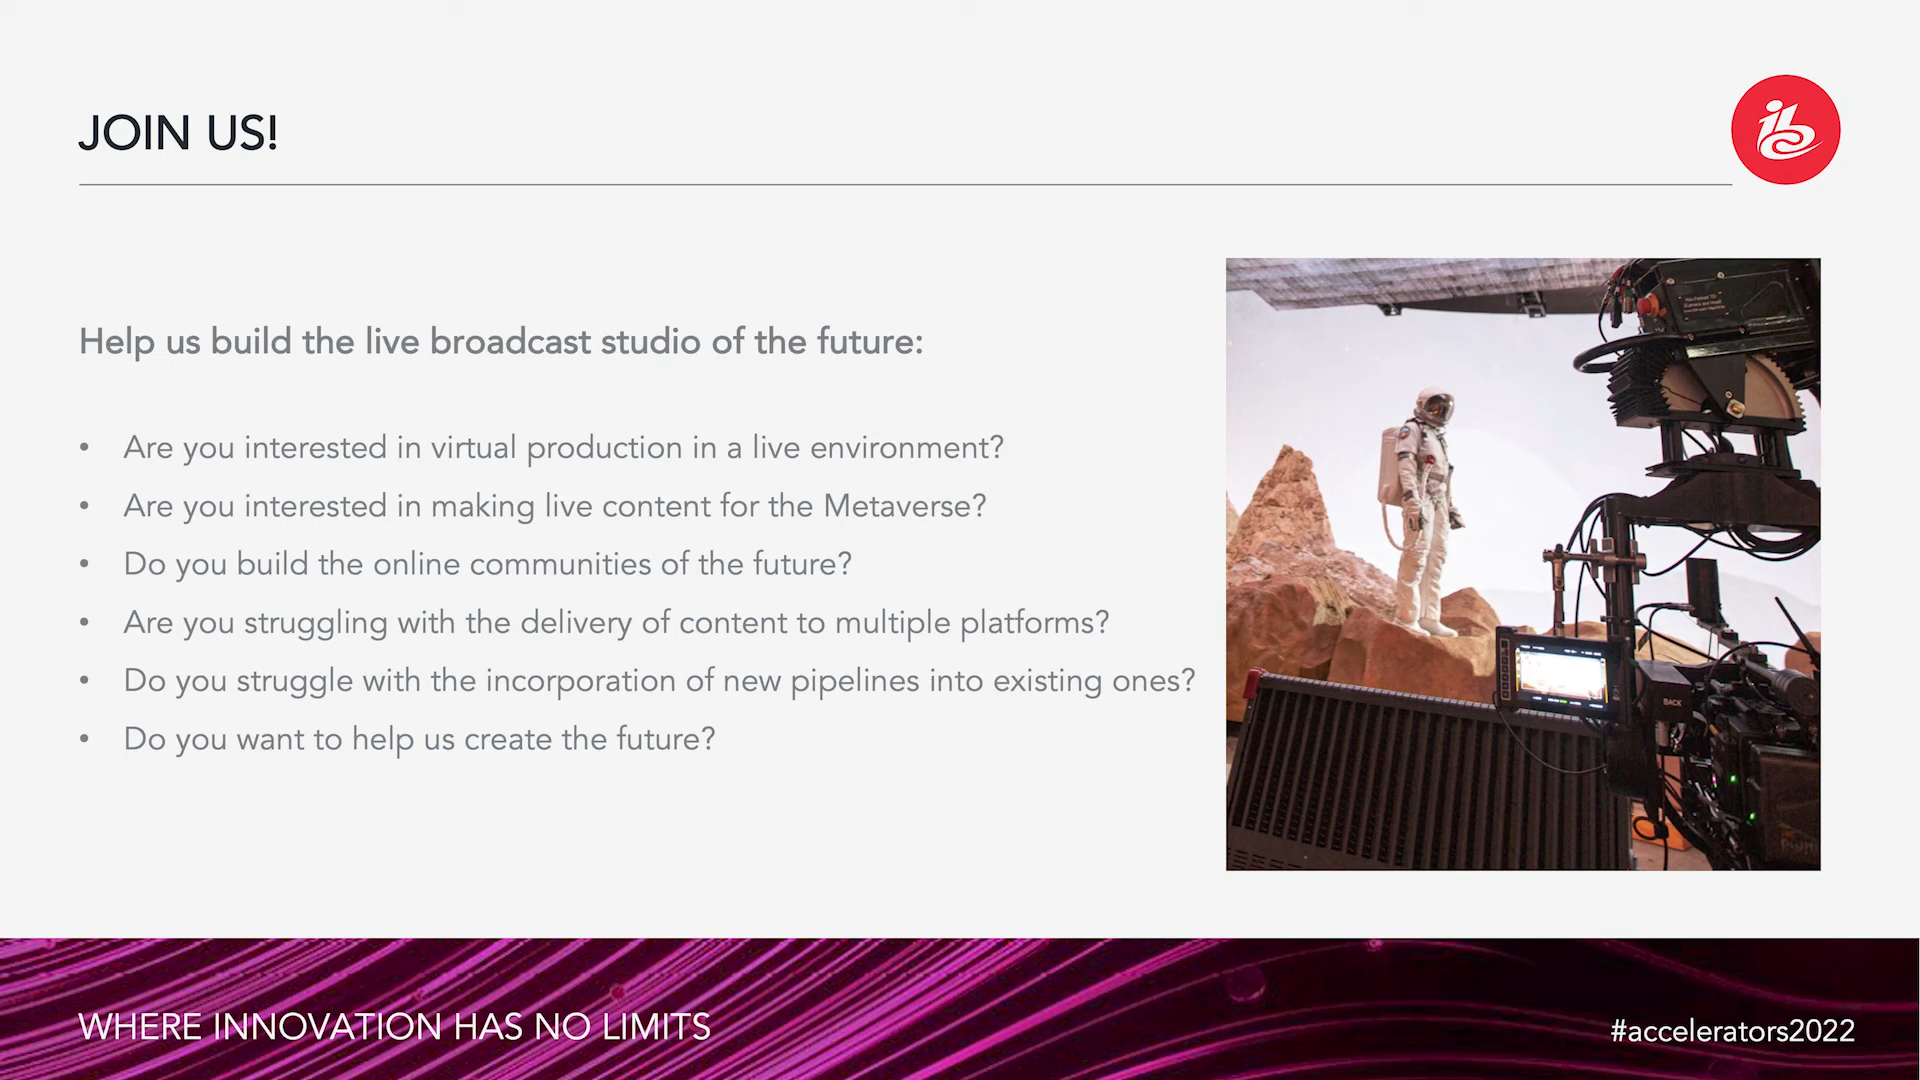 JOIN US!
Help us build the live broadcast studio of the future:
• Are you interested in virtual production in a live environment?
• Are you interested in making live content for the Metaverse?
• Do you build the online communities of the future?
• Are you struggling with the delivery of content to multiple platforms?
• Do you struggle with the incorporation of new pipelines into existing ones?
• Do you want to help us create the future?
BACK
WHERE INNOVATION HAS NO LIMITS
#accelerators2022